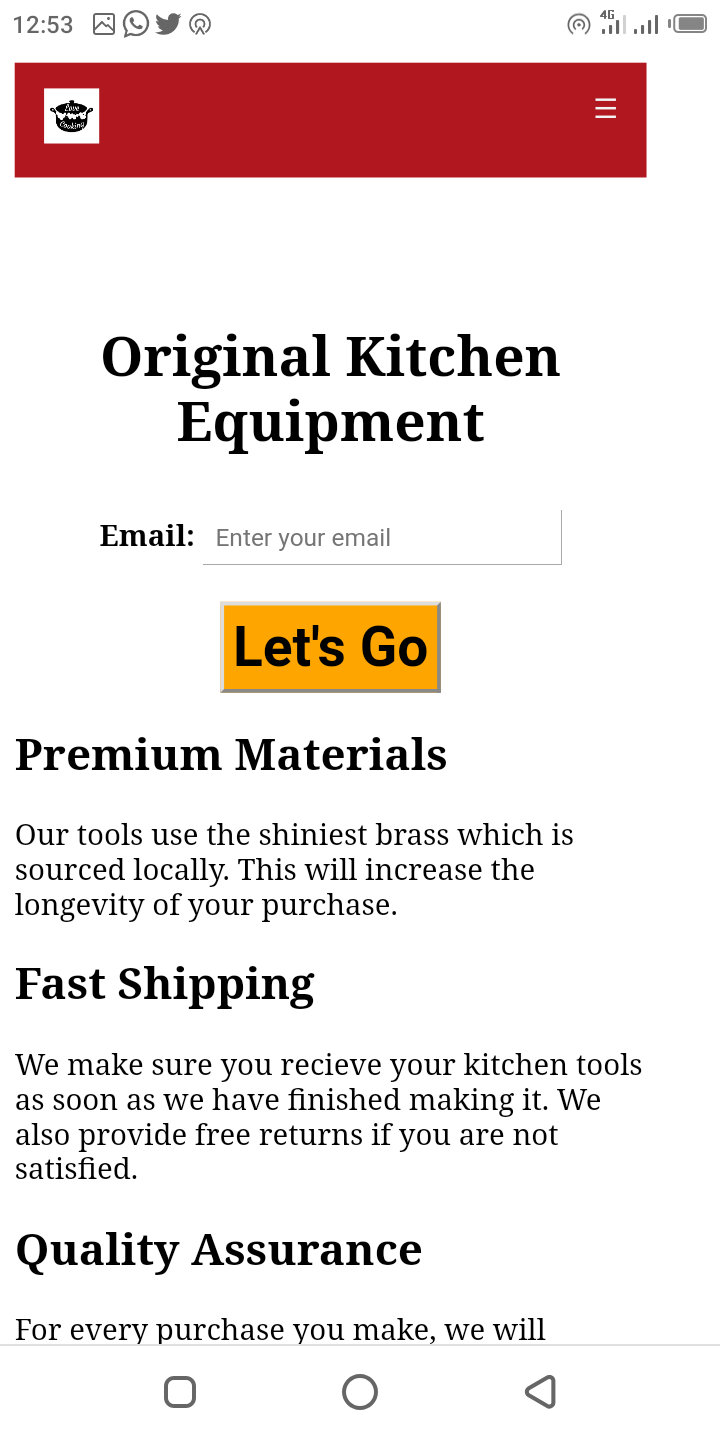 12:53
4G
Love
Cooking
Original Kitchen
Equipment
Email: Enter your email
Let's Go
Premium Materials
Our tools use the shiniest brass which is
sourced locally. This will increase the
longevity of your purchase.
Fast Shipping
We make sure you recieve your kitchen tools
as soon as we have finished making it. We
also provide free returns if you are not
satisfied.
Quality Assurance
For every purchase you make, we will